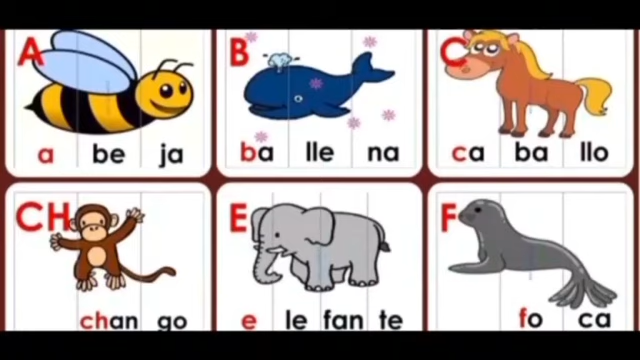 A
a be ja
B
ba lle na
C
ca ba llo
CH
chan go
E
e le fan te
F
fo ca